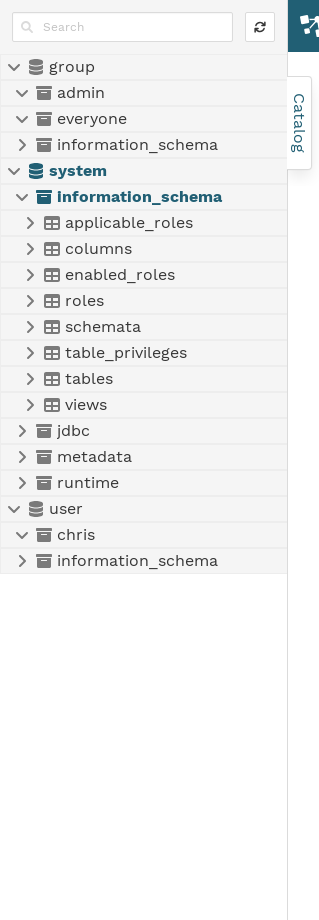 Search
group
admin
everyone
information_schema
system
information_schema
applicable_roles
columns
enabled_roles
roles
schemata
table_privileges
tables
views
jdbc
metadata
runtime
user
chris
information_schema
Catalog